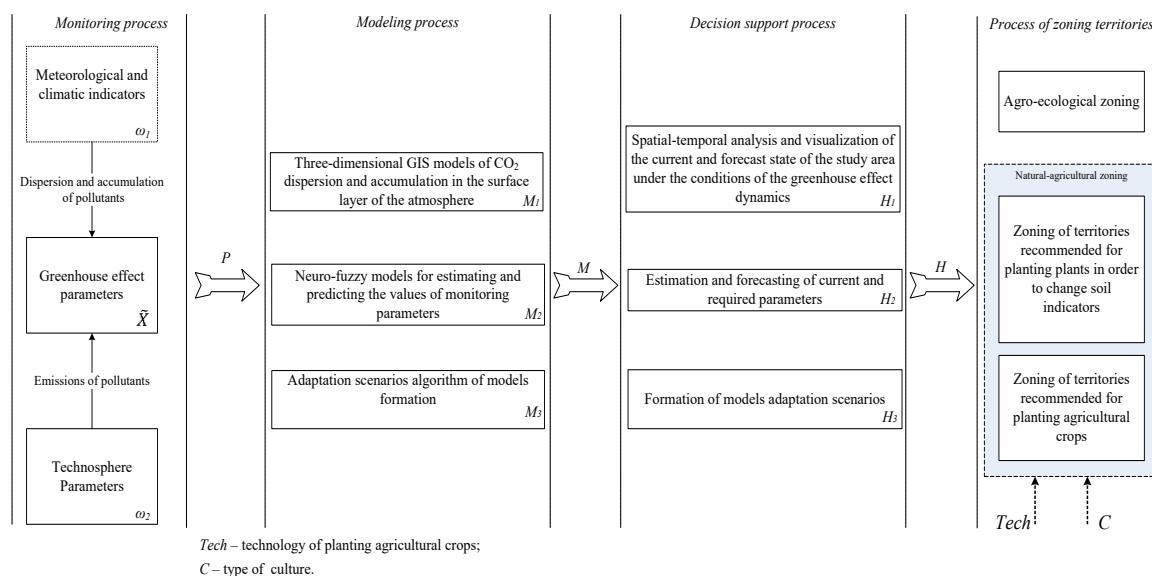 Monitoring process
Meteorological and
climatic indicators
ω1
Dispersion and accumulation
of pollutants
Greenhouse effect
parameters
X̃
Emissions of pollutants
Technosphere
Parameters
ω2
P
Modeling process
Three-dimensional GIS models of CO2
dispersion and accumulation in the surface
layer of the atmosphere
M1
Neuro-fuzzy models for estimating and
predicting the values of monitoring
parameters
M2
Adaptation scenarios algorithm of models
formation
M3
M
Decision support process
Spatial-temporal analysis and visualization of
the current and forecast state of the study area
under the conditions of the greenhouse effect
dynamics
H1
Estimation and forecasting of current and
required parameters
H2
Formation of models adaptation scenarios
H3
H
Process of zoning territories
Agro-ecological zoning
Natural-agricultural zoning
Zoning of territories
recommended for
planting plants in order
to change soil
indicators
Zoning of territories
recommended for
planting agricultural
crops
Tech
C
Tech – technology of planting agricultural crops;
C – type of culture.